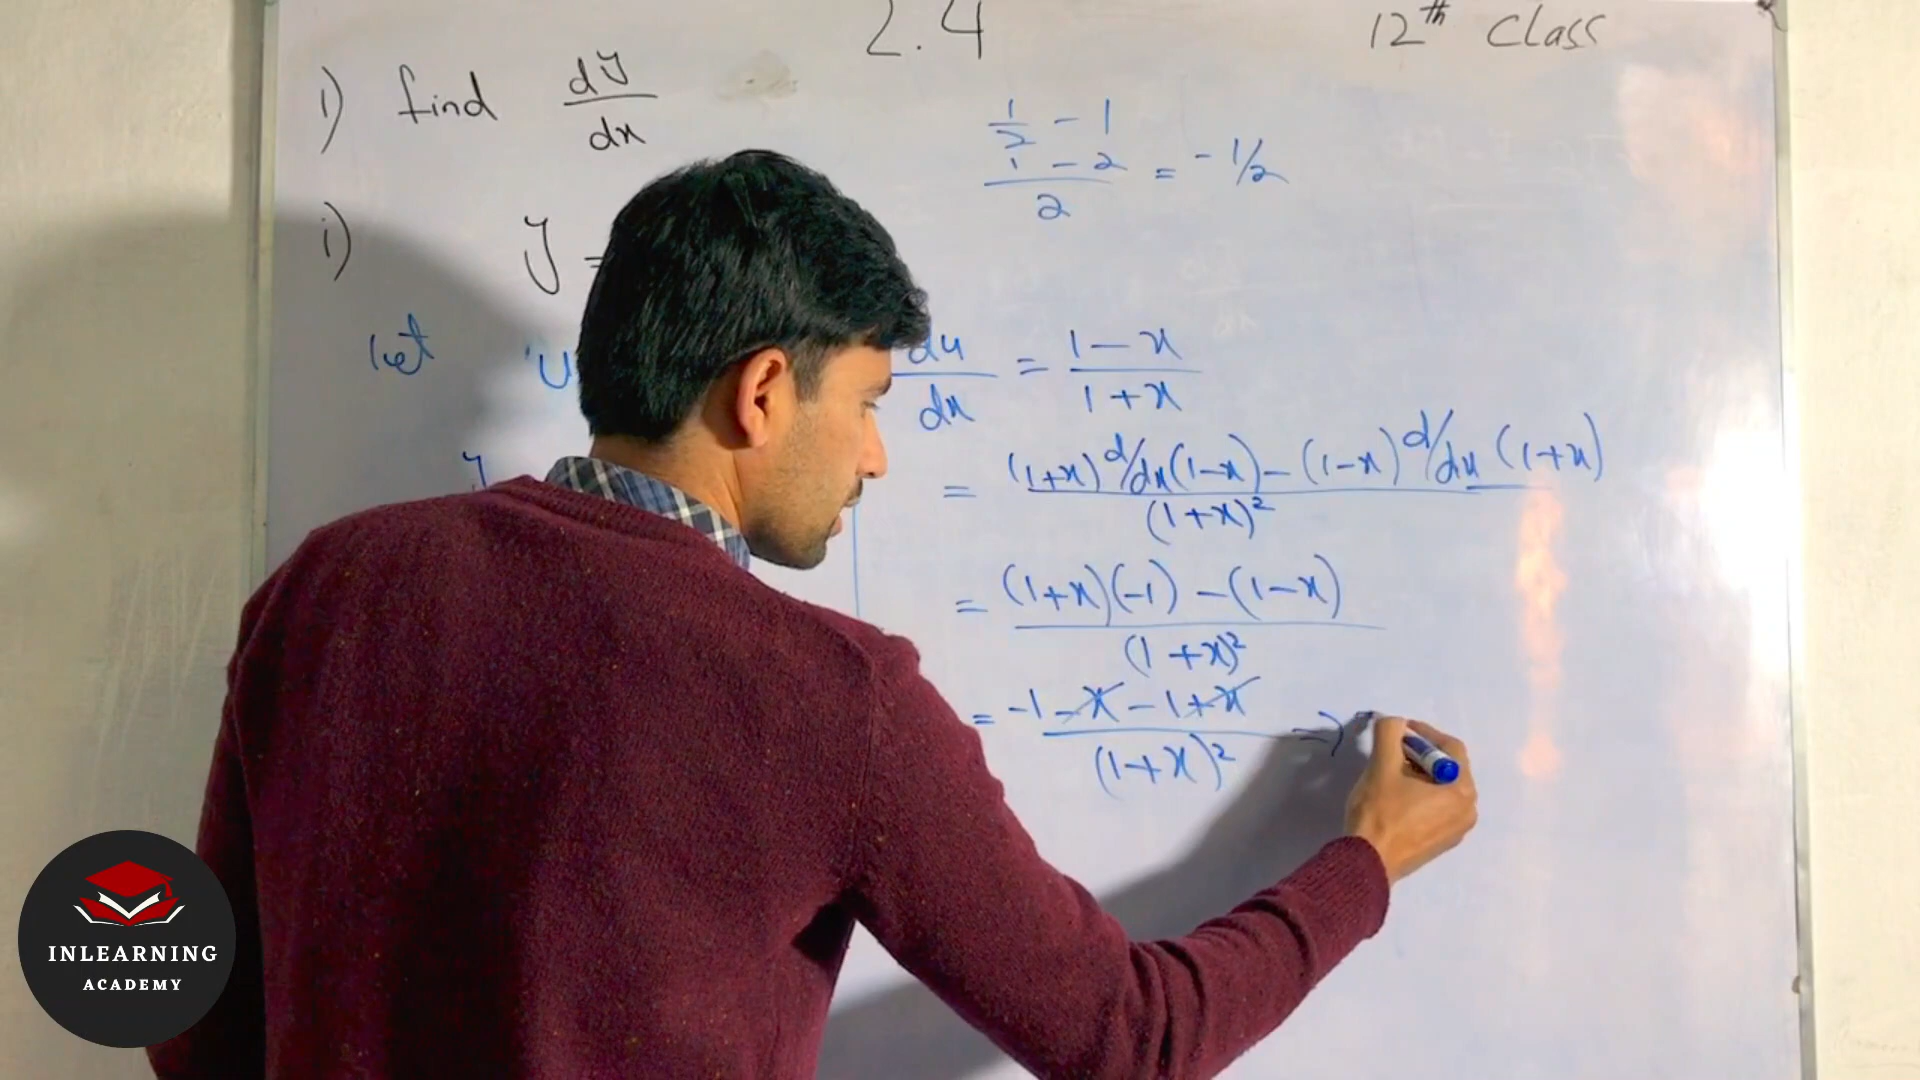 2.4
12th Class
1) find dy/dx
1/2 - 1
1 - 2 / 2 = - 1/2
i) y =
let u
du/dx = 1 - x / 1 + x
y
= (1+x) d/dx (1-x) - (1-x) d/dx (1+x) / (1+x)²
= (1+x)(-1) - (1-x) / (1+x)²
= -1 - x - 1 + x / (1+x)² =>
INLEARNING
ACADEMY